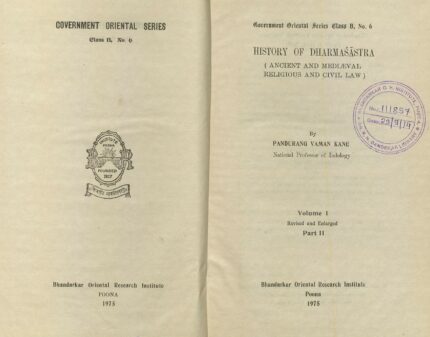 GOVERNMENT ORIENTAL SERIES
Class B, No. 6
FOUNDED
1917
Bhandarkar Oriental Research Institute
POONA
1975
Government Oriental Series Class B, No. 6
HISTORY OF DHARMAŚĀSTRA
( ANCIENT AND MEDIÆVAL
RELIGIOUS AND CIVIL LAW )
By
PANDURANG VAMAN KANE
National Professor of Indology
Volume I
Revised and Enlarged
Part II
Bhandarkar Oriental Research Institute
Poona
1975